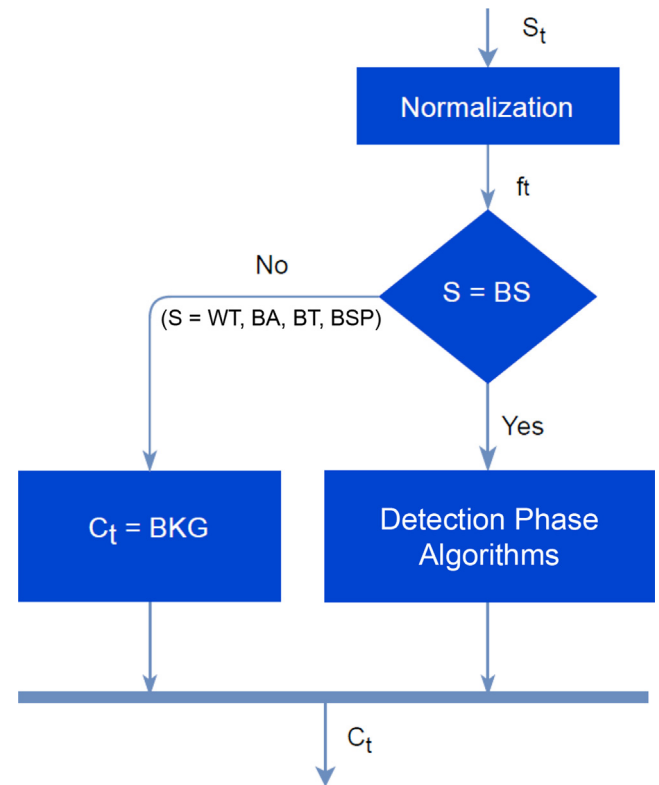 St
Normalization
ft
S = BS
No
(S = WT, BA, BT, BSP)
Yes
Ct = BKG
Detection Phase
Algorithms
Ct